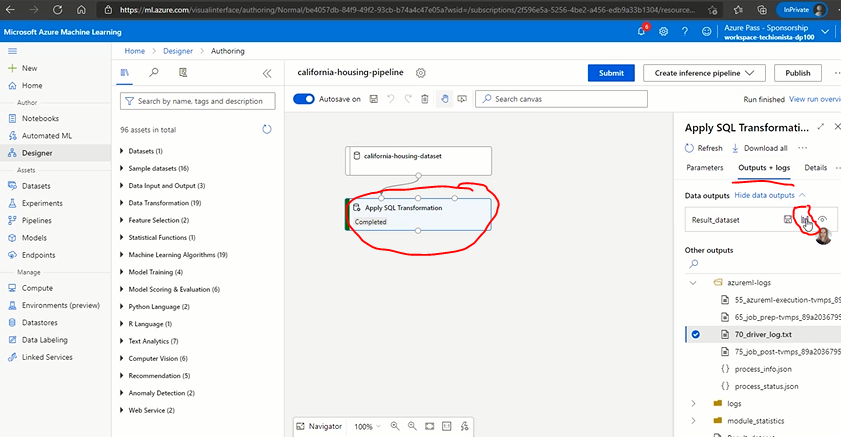 https://ml.azure.com/visualinterface/authoring/Normal/be4057db-84f9-49f2-93cb-b74a4c47e05a?wsid=/subscriptions/2f596e5a-5256-4be2-a456-edb9a33b1304/resource...
InPrivate
Microsoft Azure Machine Learning
6
Azure Pass - Sponsorship
workspace-techionista-dp100
Home > Designer > Authoring
New
Home
Author
Notebooks
Automated ML
Designer
Assets
Datasets
Experiments
Pipelines
Models
Endpoints
Manage
Compute
Environments (preview)
Datastores
Data Labeling
Linked Services
Search by name, tags and description
96 assets in total
Datasets (1)
Sample datasets (16)
Data Input and Output (3)
Data Transformation (19)
Feature Selection (2)
Statistical Functions (1)
Machine Learning Algorithms (19)
Model Training (4)
Model Scoring & Evaluation (6)
Python Language (2)
R Language (1)
Text Analytics (7)
Computer Vision (6)
Recommendation (5)
Anomaly Detection (2)
Web Service (2)
california-housing-pipeline
Submit
Create inference pipeline
Publish
Autosave on
Search canvas
Run finished
View run overvie
california-housing-dataset
Apply SQL Transformation
Completed
Navigator
100%
Apply SQL Transformati...
Refresh
Download all
Parameters
Outputs + logs
Details
Data outputs
Hide data outputs
Result_dataset
Other outputs
azureml-logs
55_azureml-execution-tvmps_89
65_job_prep-tvmps_89a2036795
70_driver_log.txt
75_job_post-tvmps_89a2036795
process_info.json
process_status.json
logs
module_statistics